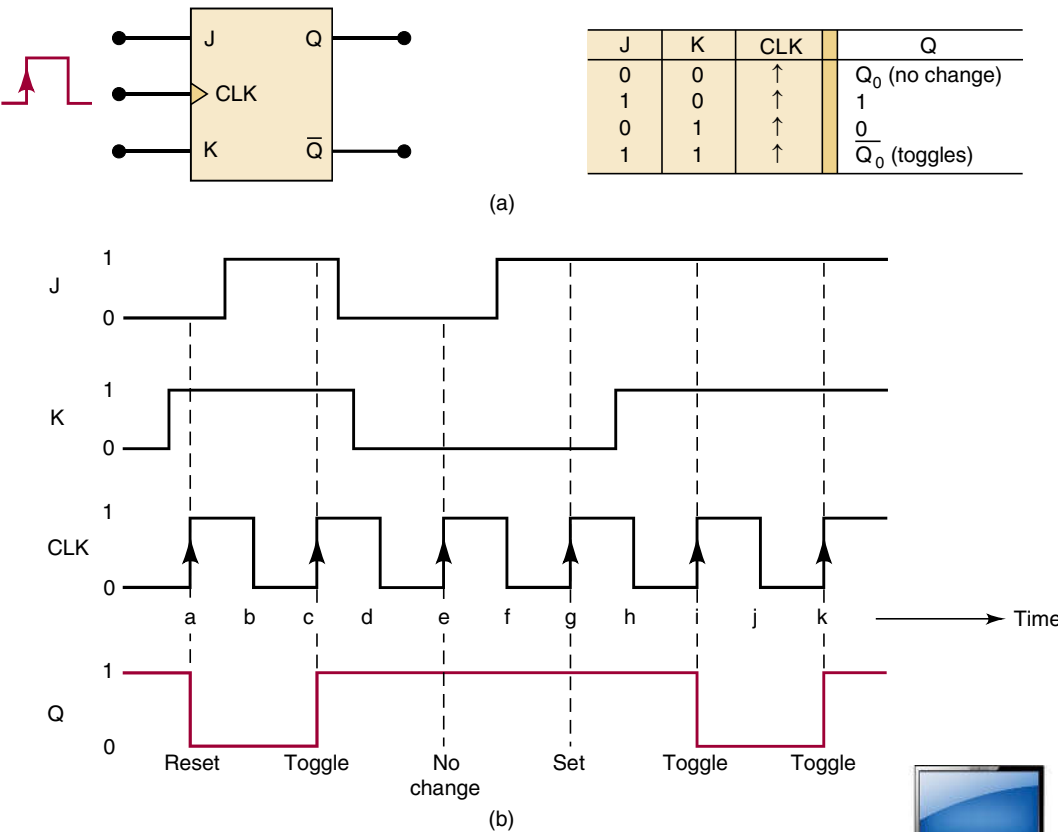 J Q
CLK
K Q̅
J K CLK Q
0 0 ↑ Q₀ (no change)
1 0 ↑ 1
0 1 ↑ 0
1 1 ↑ Q̅₀ (toggles)
(a)
1
J
0
1
K
0
1
CLK
0
a b c d e f g h i j k Time
1
Q
0
Reset Toggle No change Set Toggle Toggle
(b)